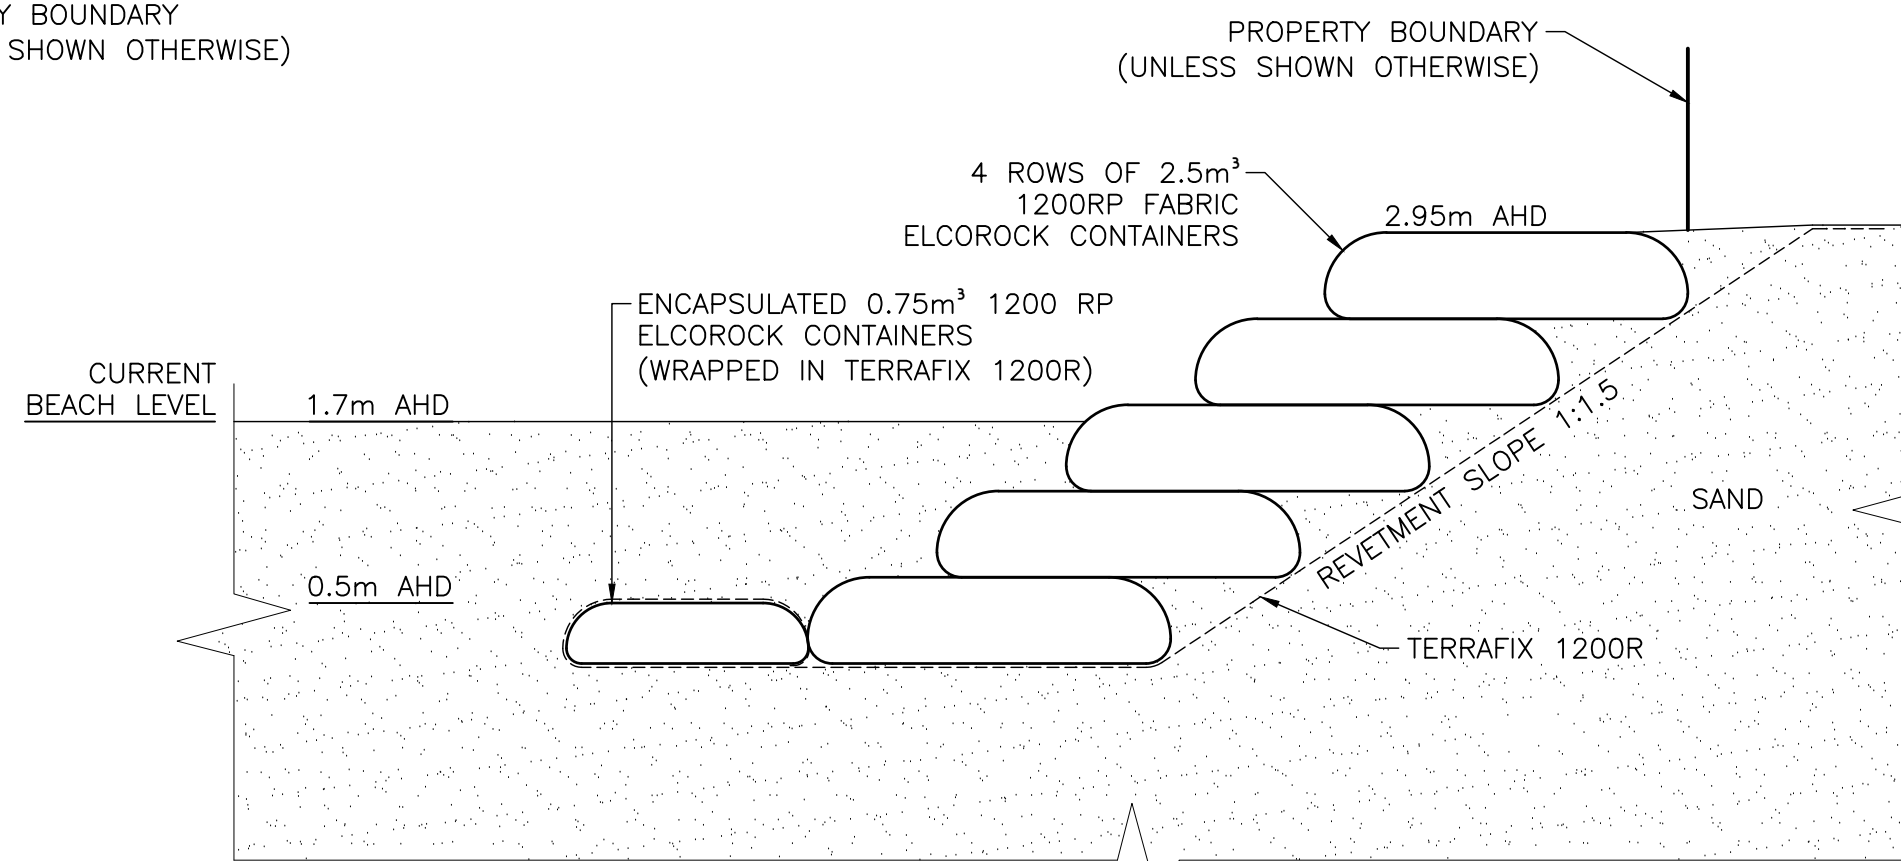 Y BOUNDARY
SHOWN OTHERWISE)
PROPERTY BOUNDARY
(UNLESS SHOWN OTHERWISE)
4 ROWS OF 2.5m³
1200RP FABRIC
ELCOROCK CONTAINERS
2.95m AHD
ENCAPSULATED 0.75m³ 1200 RP
ELCOROCK CONTAINERS
(WRAPPED IN TERRAFIX 1200R)
CURRENT
BEACH LEVEL
1.7m AHD
REVETMENT SLOPE 1:1.5
SAND
0.5m AHD
TERRAFIX 1200R